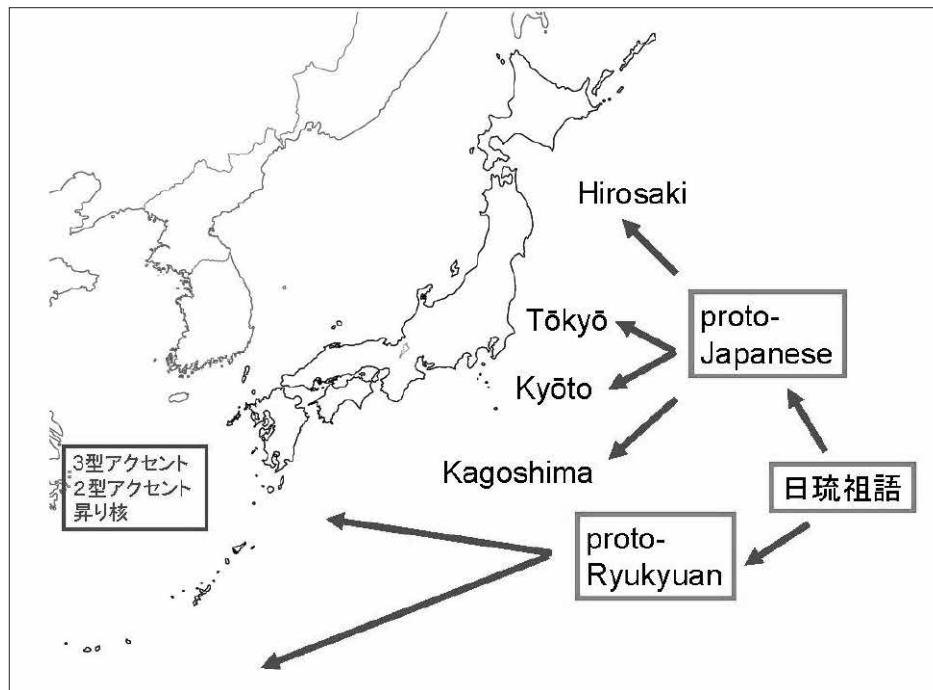 Hirosaki
Tōkyō
Kyōto
Kagoshima
proto-
Japanese
日琉祖語
proto-
Ryukyuan
3型アクセント
2型アクセント
昇り核